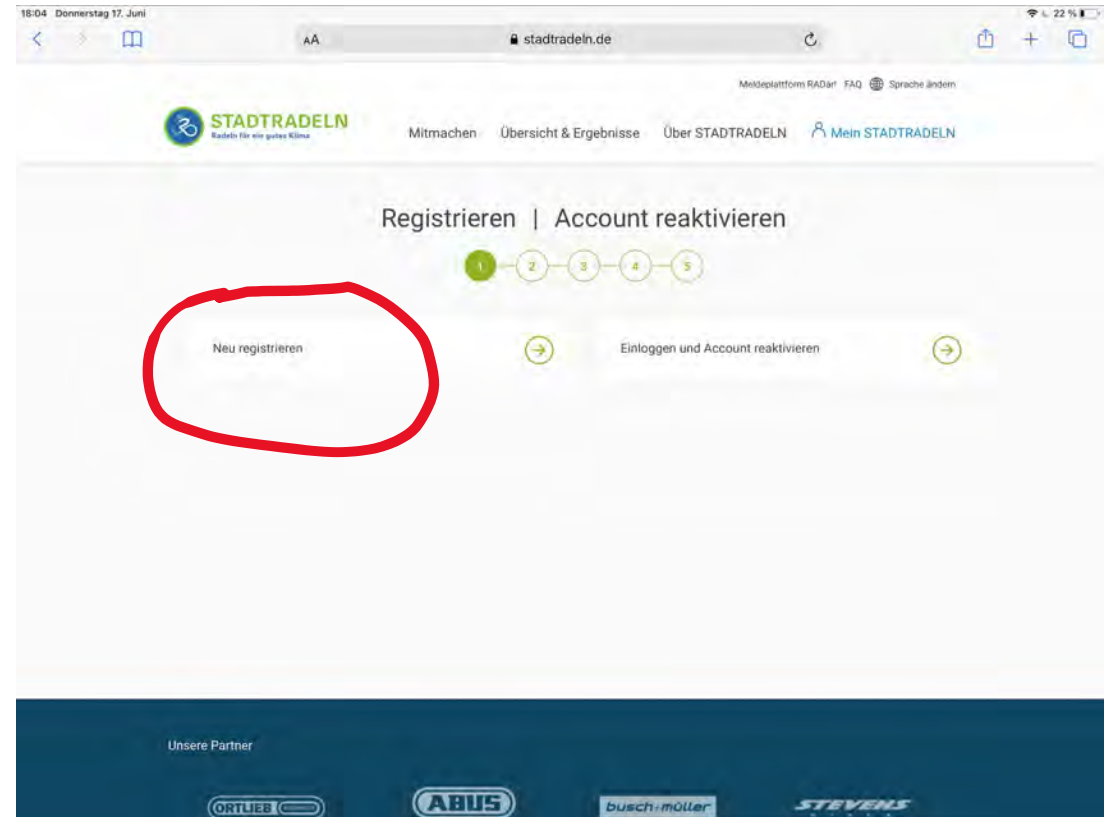 18:04 Donnerstag 17. Juni
22 %
AA
stadtradeln.de
Meldeplattform RADar! FAQ Sprache ändern
STADTRADELN
Radeln für ein gutes Klima
Mitmachen Übersicht & Ergebnisse Über STADTRADELN Mein STADTRADELN
Registrieren | Account reaktivieren
1 2 3 4 5
Neu registrieren
Einloggen und Account reaktivieren
Unsere Partner
ORTLIEB ABUS busch+müller STEVENS